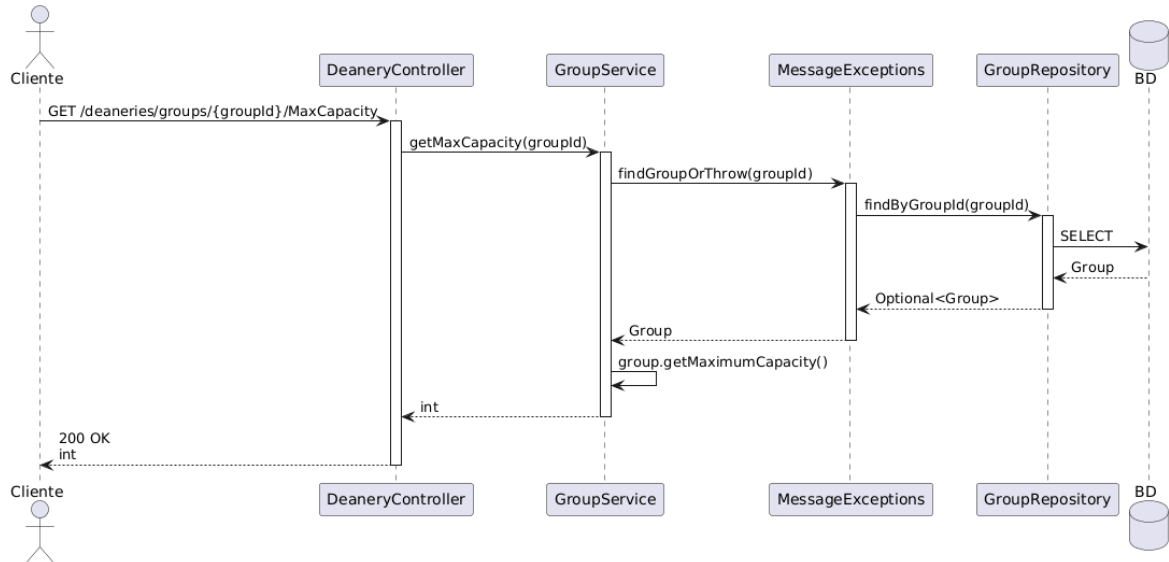 Cliente
DeaneryController
GroupService
MessageExceptions
GroupRepository
BD
GET /deaneries/groups/{groupId}/MaxCapacity
getMaxCapacity(groupId)
findGroupOrThrow(groupId)
findByGroupId(groupId)
SELECT
Group
Optional<Group>
Group
group.getMaximumCapacity()
int
200 OK
int
Cliente
DeaneryController
GroupService
MessageExceptions
GroupRepository
BD